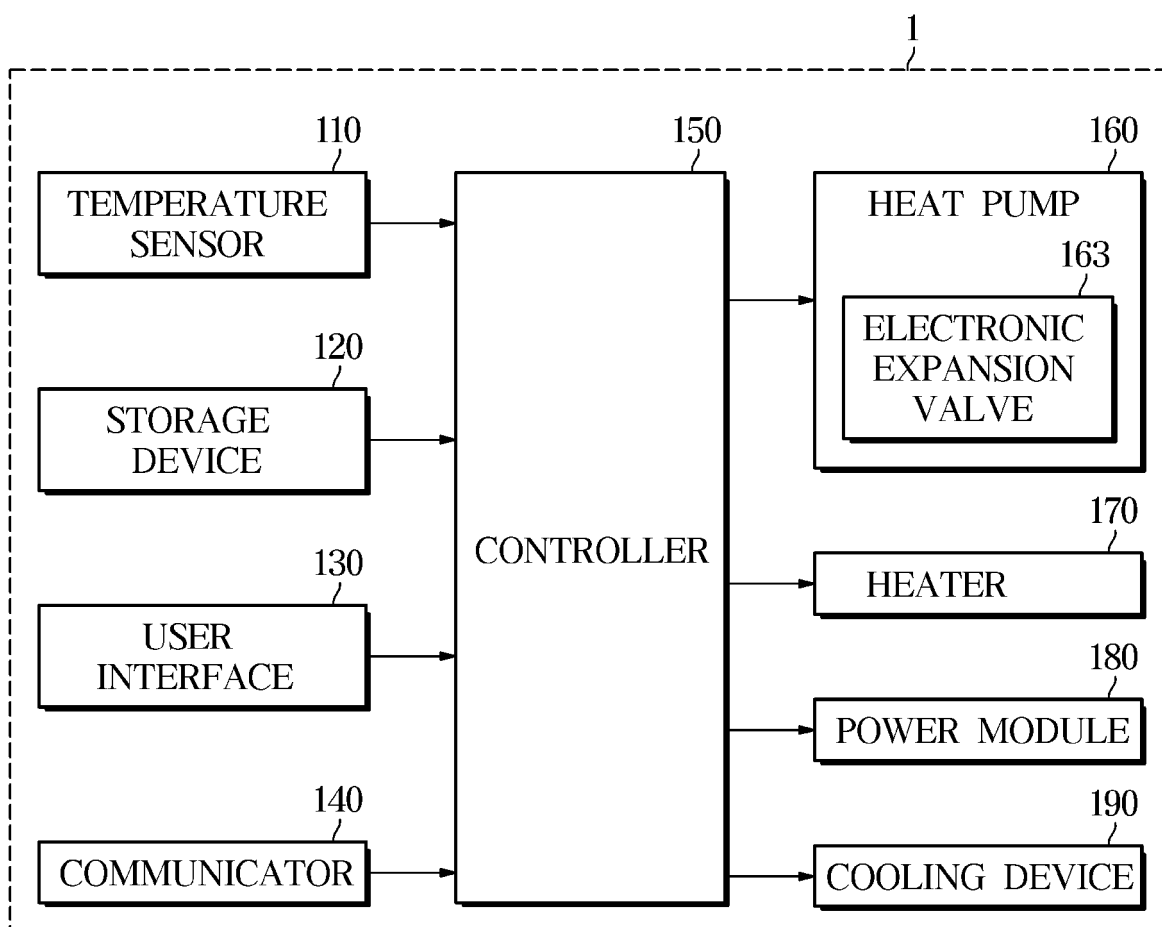 1
110
TEMPERATURE
SENSOR
120
STORAGE
DEVICE
130
USER
INTERFACE
140
COMMUNICATOR
150
CONTROLLER
160
HEAT PUMP
163
ELECTRONIC
EXPANSION
VALVE
170
HEATER
180
POWER MODULE
190
COOLING DEVICE